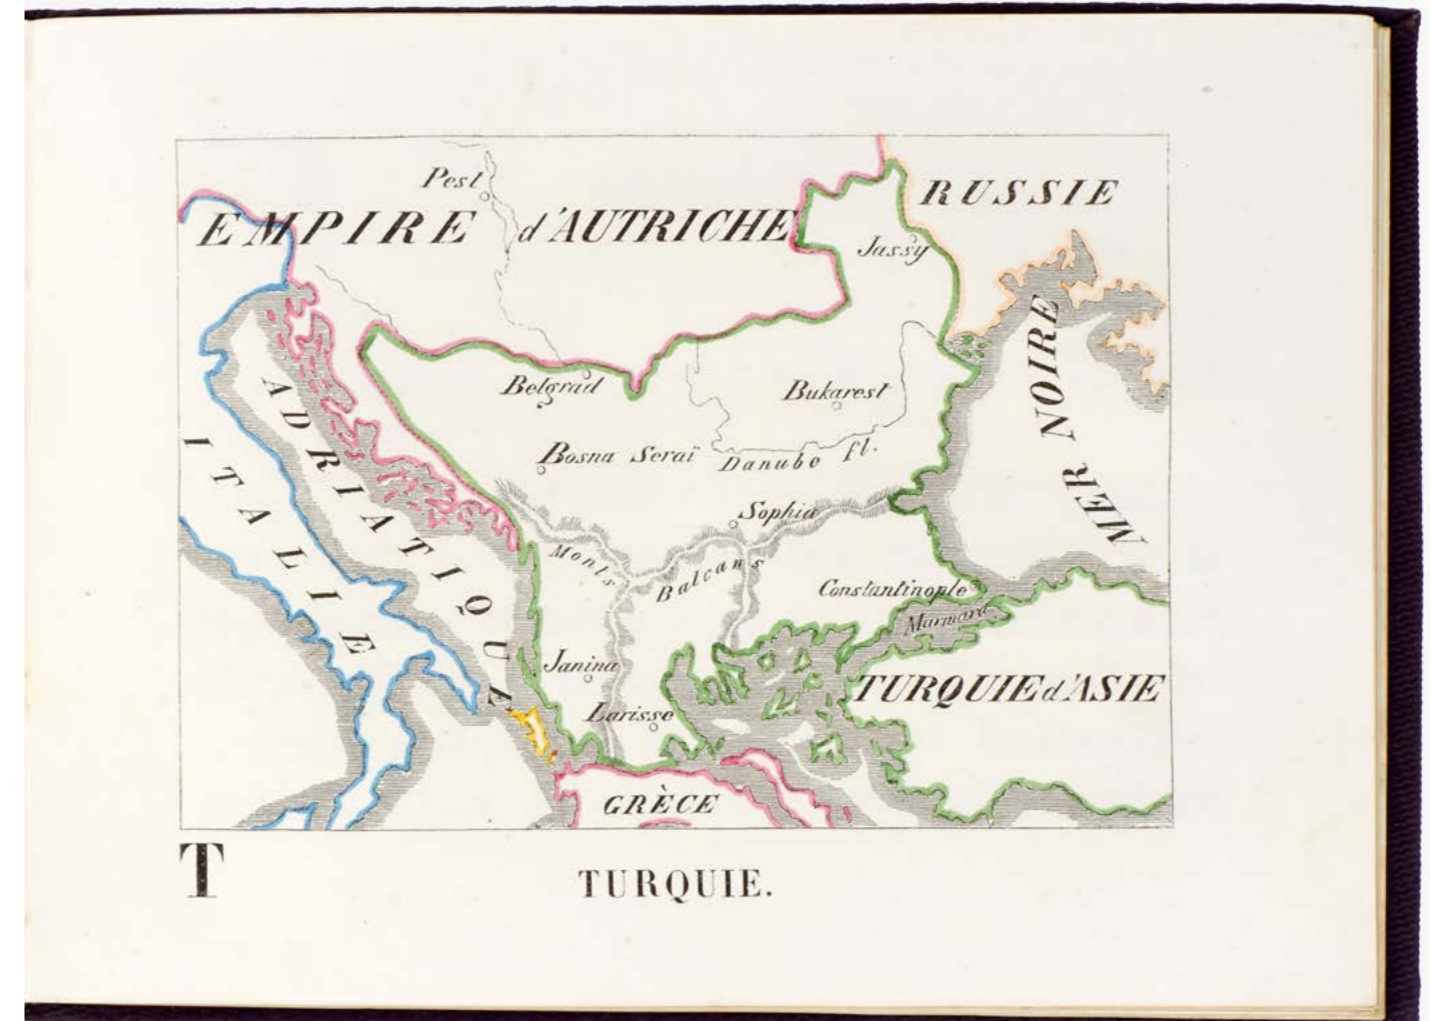 Pest
RUSSIE
EMPIRE d'AUTRICHE
Jassy
MER NOIRE
Belgrad
Bukarest
ADRIATIQUE
ITALIE
Bosna Seraï
Danube fl.
Sophia
Monts Balcans
Constantinople
Marmara
Janina
TURQUIE d'ASIE
Larisse
GRÈCE
T
TURQUIE.